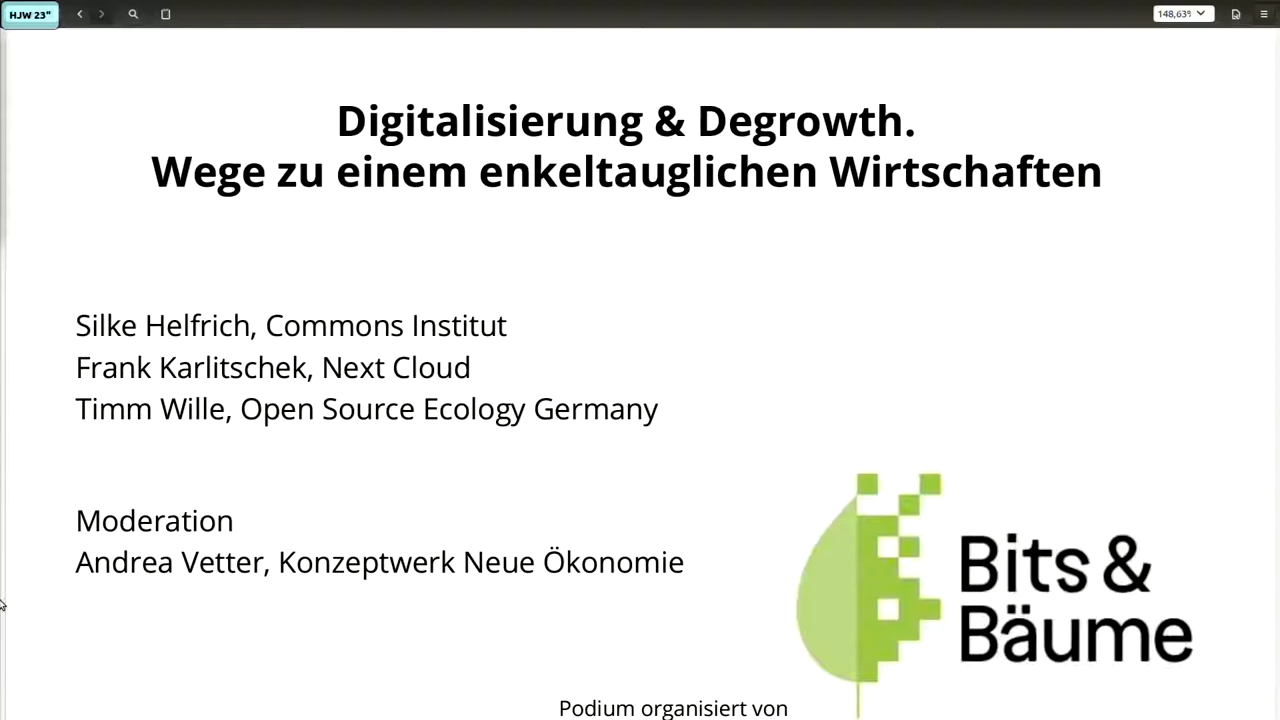 HJW 23"
148,63%
Digitalisierung & Degrowth.
Wege zu einem enkeltauglichen Wirtschaften
Silke Helfrich, Commons Institut
Frank Karlitschek, Next Cloud
Timm Wille, Open Source Ecology Germany
Moderation
Andrea Vetter, Konzeptwerk Neue Ökonomie
Bits &
Bäume
Podium organisiert von